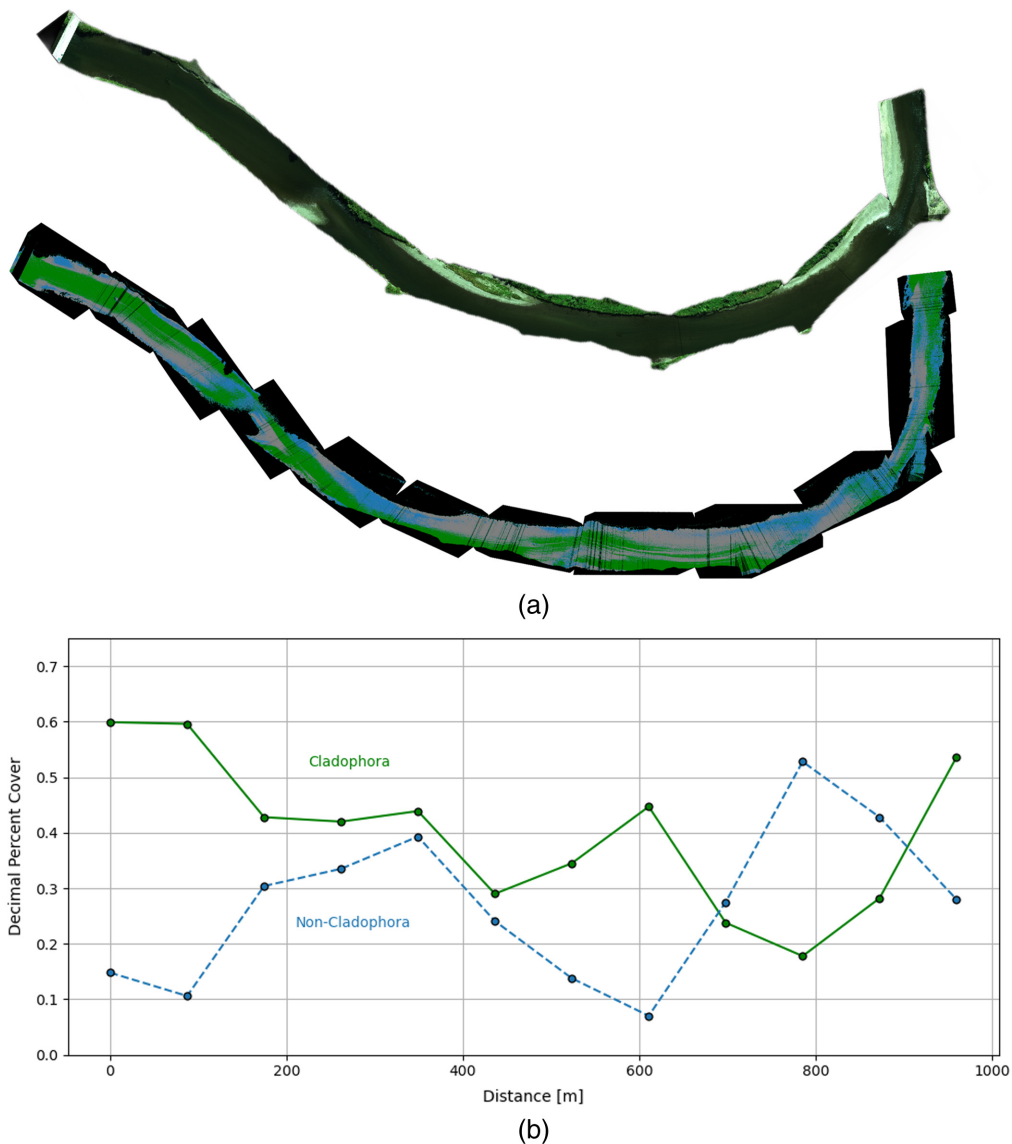 (a)
0.7
0.6
0.5
0.4
0.3
0.2
0.1
0.0
Decimal Percent Cover
Cladophora
Non-Cladophora
0 200 400 600 800 1000
Distance [m]
(b)